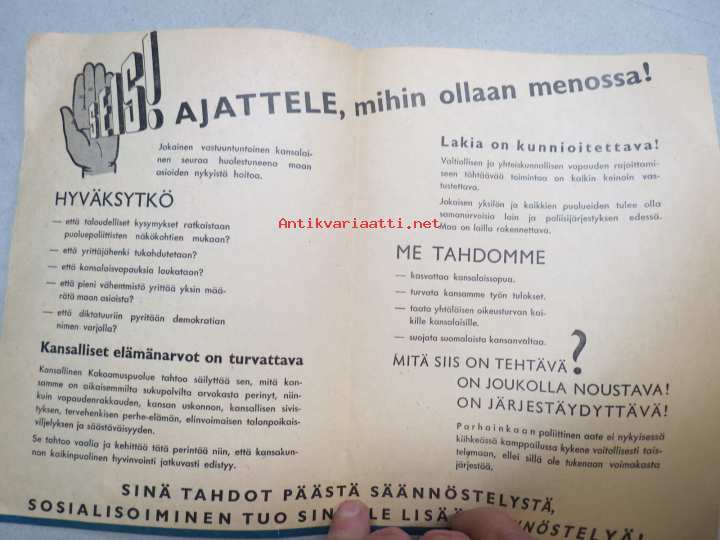 SEIS!
AJATTELE, mihin ollaan menossa!
Jokainen vastuuntuntoinen kansalai-
nen seuraa huolestuneena maan
asioiden nykyistä hoitoa.
HYVÄKSYTKÖ
— että taloudelliset kysymykset ratkaistaan
puoluepoliittisten näkökohtien mukaan?
— että yrittäjähenki tukahdutetaan?
— että kansalaisvapauksia loukataan?
— että pieni vähemmistö yrittää yksin mää-
rätä maan asioista?
— että diktatuuriin pyritään demokratian
nimen varjolla?
Kansalliset elämänarvot on turvattava
Kansallinen Kokoomuspuolue tahtoo säilyttää sen, mitä kan-
samme on aikaisemmilta sukupolvilta arvokasta perinyt, niin-
kuin vapaudenrakkauden, kansan uskonnon, kansallisen sivis-
tyksen, tervehenkisen perhe-elämän, elinvoimaisen talonpoikais-
viljelyksen ja säästäväisyyden.
Se tahtoo vaalia ja kehittää tätä perintöä niin, että kansakun-
nan kaikinpuolinen hyvinvointi jatkuvasti edistyy.
Lakia on kunnioitettava!
Valtiollisen ja yhteiskunnallisen vapauden rajoittami-
seen tähtäävää toimintaa on kaikin keinoin vas-
tustettava.
Jokaisen yksilön ja kaikkien puolueiden tulee olla
samanarvoisia lain ja poliisijärjestyksen edessä.
Maa on lailla rakennettava.
ME TAHDOMME
— kasvattaa kansalaissopua.
— turvata kansamme työn tulokset.
— taata yhtäläisen oikeusturvan kai-
kille kansalaisille.
— suojata suomalaista kansanvaltaa.
MITÄ SIIS ON TEHTÄVÄ?
ON JOUKOLLA NOUSTAVA!
ON JÄRJESTÄYDYTTÄVÄ!
Parhainkaan poliittinen aate ei nykyisessä
kiihkeässä kamppailussa kykene voitollisesti tais-
telemaan, ellei sillä ole tukenaan voimakasta
järjestöä.
SINÄ TAHDOT PÄÄSTÄ SÄÄNNÖSTELYSTÄ,
SOSIALISOIMINEN TUO
Antikvariaatti.net